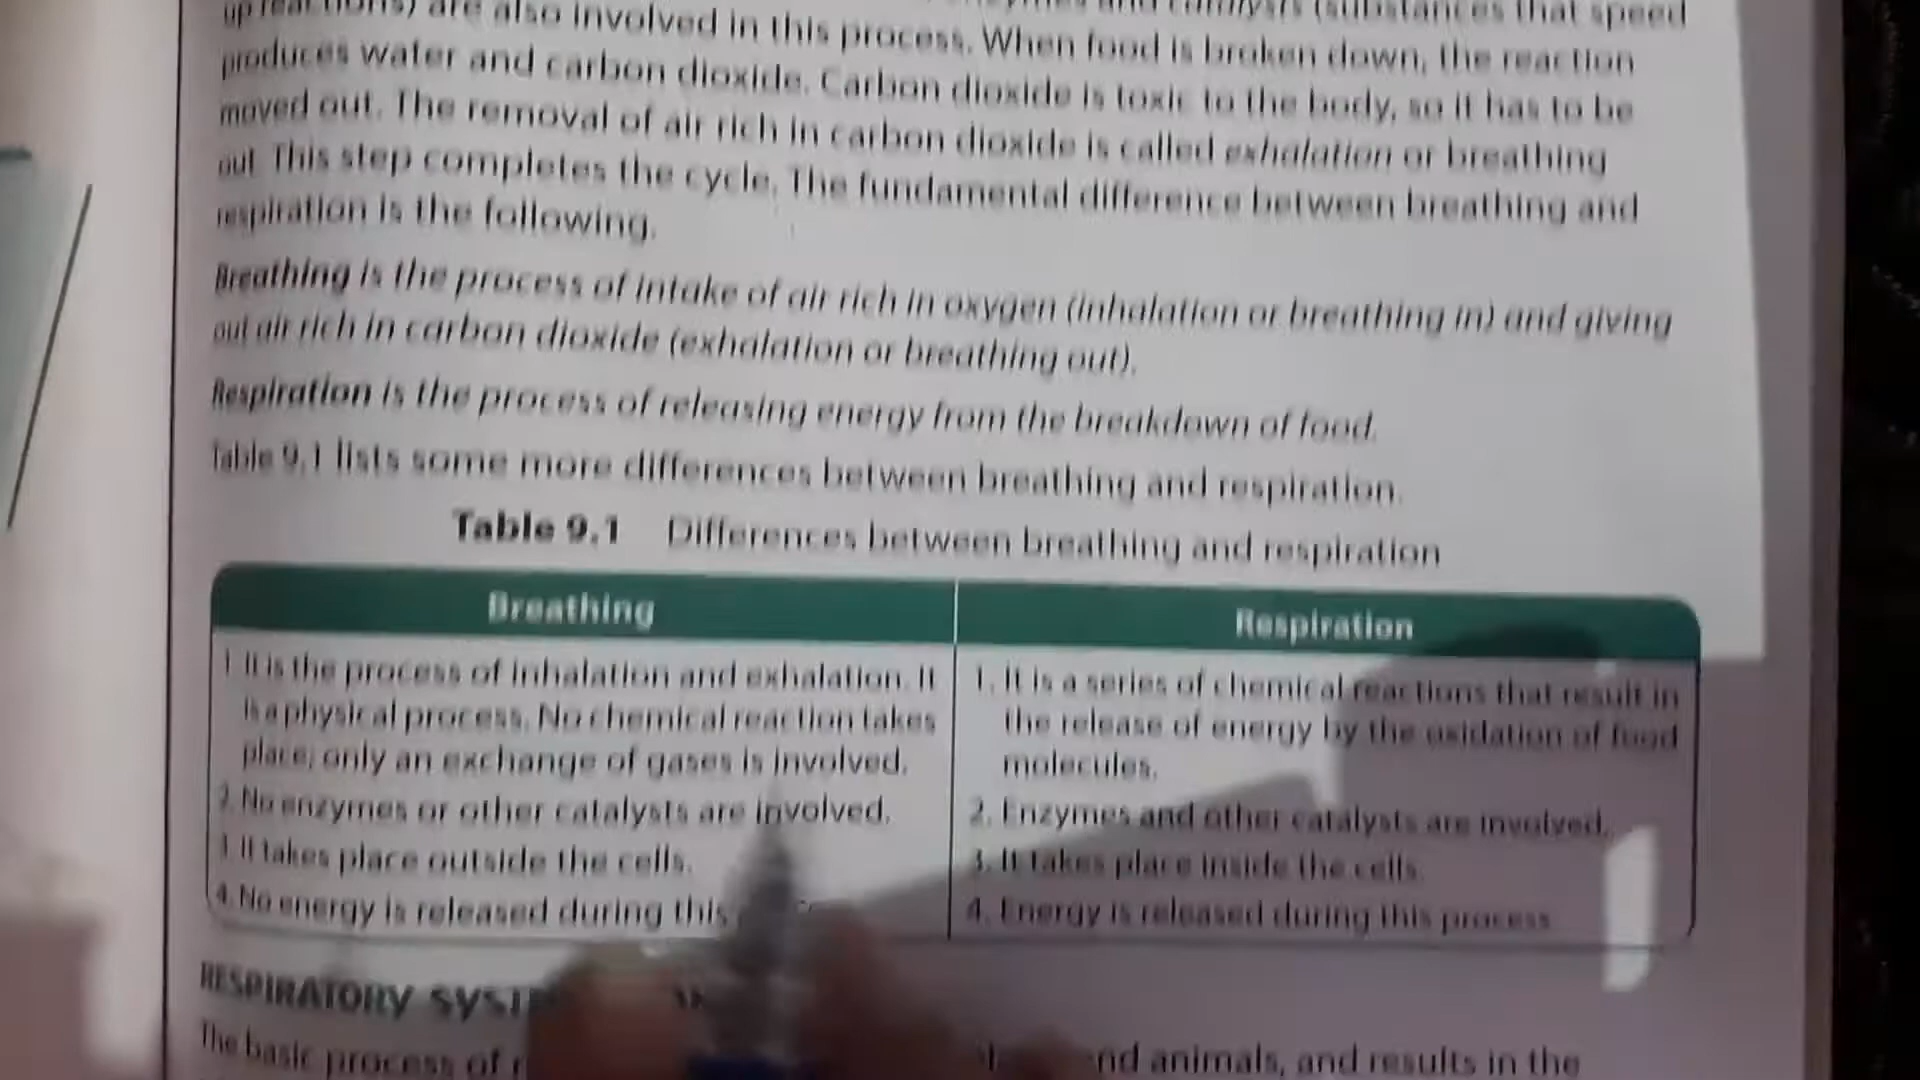 up reactions) are also involved in this process. When food is broken down, the reaction
produces water and carbon dioxide. Carbon dioxide is toxic to the body, so it has to be
moved out. The removal of air rich in carbon dioxide is called exhalation or breathing
out. This step completes the cycle. The fundamental difference between breathing and
respiration is the following.
Breathing is the process of intake of air rich in oxygen (inhalation or breathing in) and giving
out air rich in carbon dioxide (exhalation or breathing out).
Respiration is the process of releasing energy from the breakdown of food.
Table 9.1 lists some more differences between breathing and respiration.
Table 9.1 Differences between breathing and respiration
Breathing
1. It is the process of inhalation and exhalation. It
is a physical process. No chemical reaction takes
place; only an exchange of gases is involved.
2. No enzymes or other catalysts are involved.
3. It takes place outside the cells.
4. No energy is released during this
Respiration
1. It is a series of chemical reactions that result in
the release of energy by the oxidation of food
molecules.
2. Enzymes and other catalysts are involved.
3. It takes place inside the cells.
4. Energy is released during this process
RESPIRATORY
The basic process of
and animals, and results in the